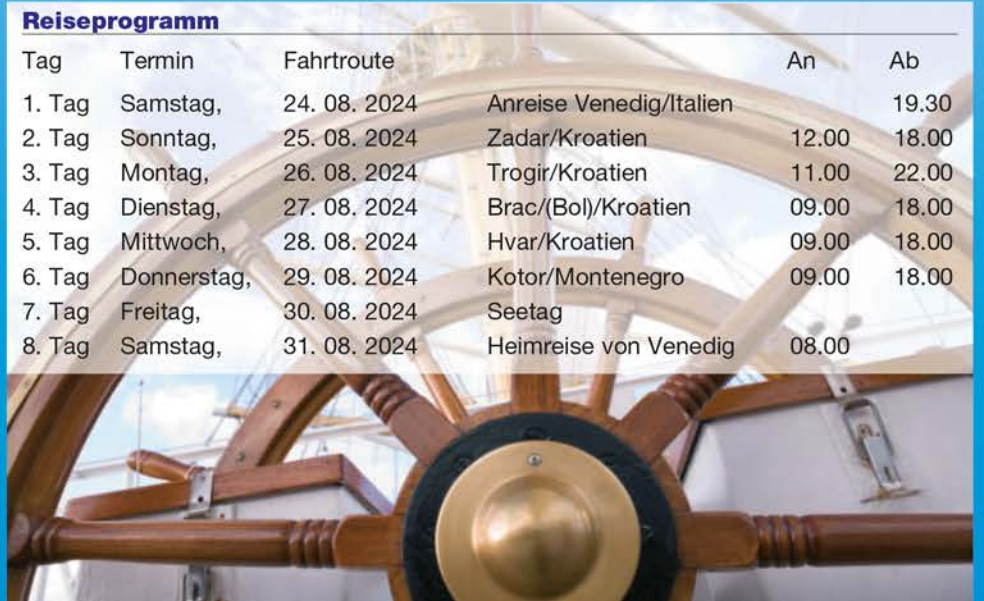 Reiseprogramm
Tag Termin Fahrtroute An Ab
1. Tag Samstag, 24. 08. 2024 Anreise Venedig/Italien 19.30
2. Tag Sonntag, 25. 08. 2024 Zadar/Kroatien 12.00 18.00
3. Tag Montag, 26. 08. 2024 Trogir/Kroatien 11.00 22.00
4. Tag Dienstag, 27. 08. 2024 Brac/(Bol)/Kroatien 09.00 18.00
5. Tag Mittwoch, 28. 08. 2024 Hvar/Kroatien 09.00 18.00
6. Tag Donnerstag, 29. 08. 2024 Kotor/Montenegro 09.00 18.00
7. Tag Freitag, 30. 08. 2024 Seetag
8. Tag Samstag, 31. 08. 2024 Heimreise von Venedig 08.00